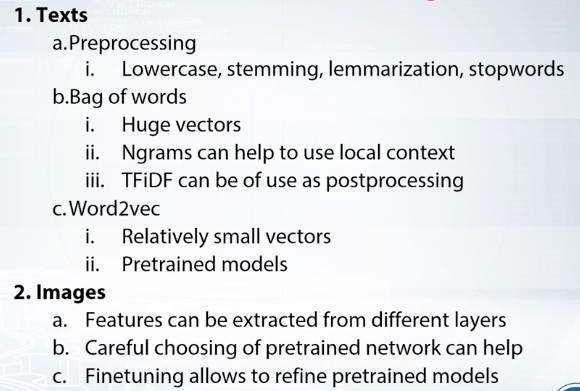 1. Texts
a.Preprocessing
i. Lowercase, stemming, lemmarization, stopwords
b.Bag of words
i. Huge vectors
ii. Ngrams can help to use local context
iii. TFiDF can be of use as postprocessing
c.Word2vec
i. Relatively small vectors
ii. Pretrained models
2. Images
a. Features can be extracted from different layers
b. Careful choosing of pretrained network can help
c. Finetuning allows to refine pretrained models